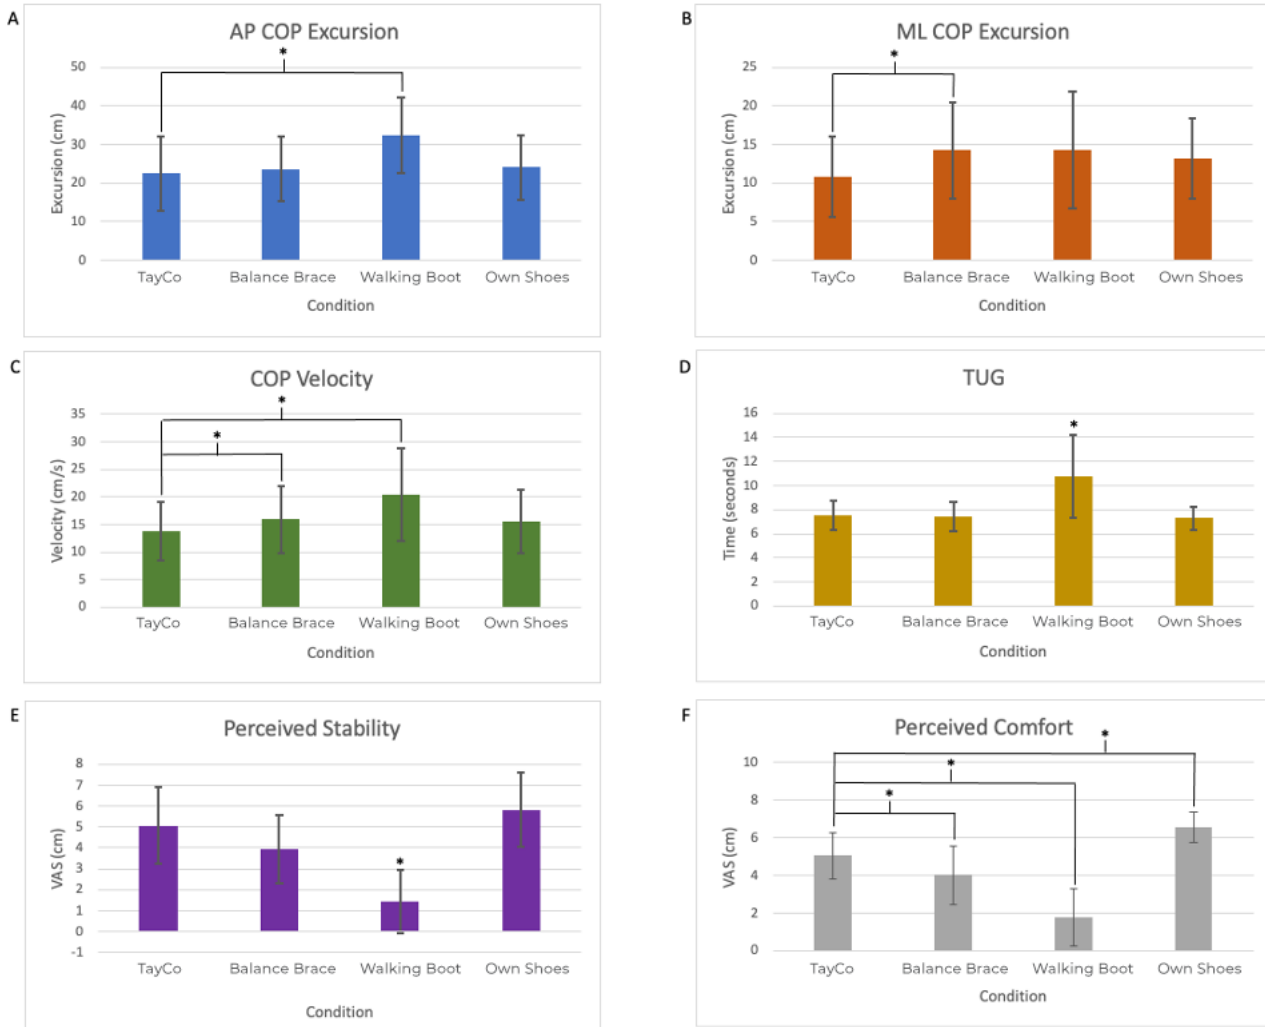 A
AP COP Excursion
*
50
40
30
20
10
0
Excursion (cm)
TayCo Balance Brace Walking Boot Own Shoes
Condition
B
ML COP Excursion
*
25
20
15
10
5
0
Excursion (cm)
TayCo Balance Brace Walking Boot Own Shoes
Condition
C
COP Velocity
*
*
35
30
25
20
15
10
5
0
Velocity (cm/s)
TayCo Balance Brace Walking Boot Own Shoes
Condition
D
TUG
*
16
14
12
10
8
6
4
2
0
Time (seconds)
TayCo Balance Brace Walking Boot Own Shoes
Condition
E
Perceived Stability
*
8
7
6
5
4
3
2
1
0
-1
VAS (cm)
TayCo Balance Brace Walking Boot Own Shoes
Condition
F
Perceived Comfort
*
*
*
10
8
6
4
2
0
VAS (cm)
TayCo Balance Brace Walking Boot Own Shoes
Condition